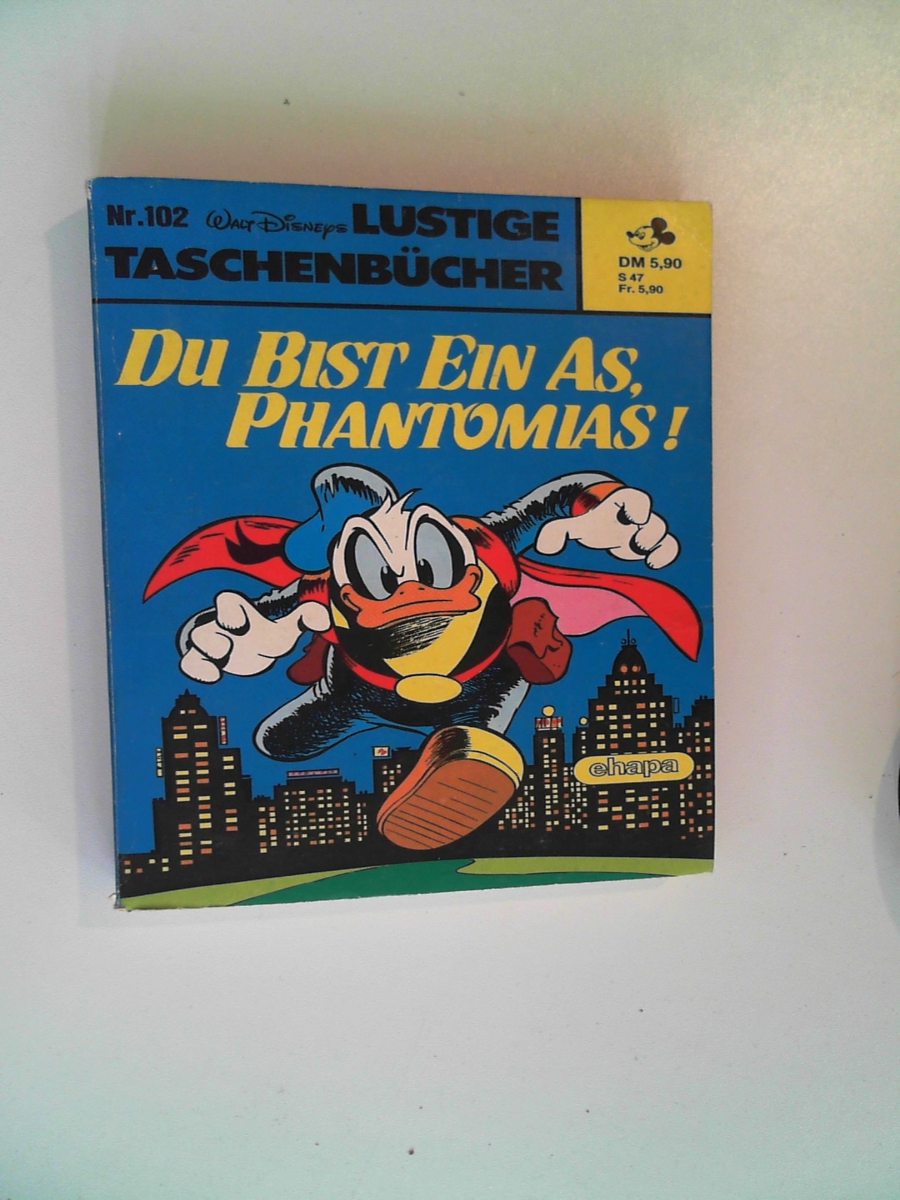 Nr.102 WALT DISNEYS LUSTIGE
TASCHENBÜCHER
DM 5,90
S 47
Fr. 5,90
DU BIST EIN AS,
PHANTOMIAS!
ehapa